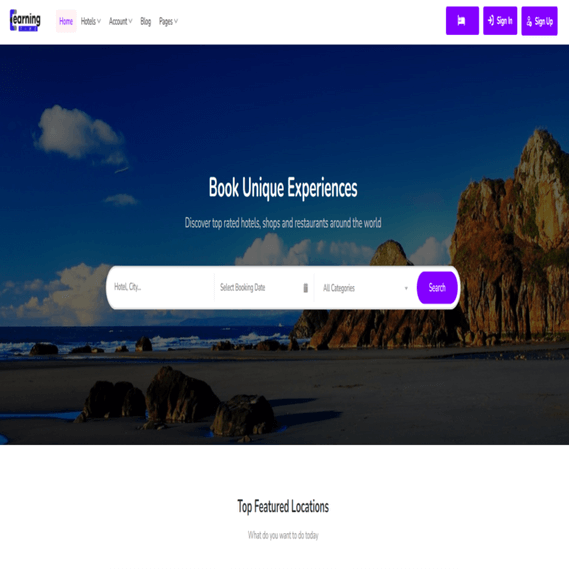 earning
Home
Hotels
Account
Blog
Pages
Sign In
Sign Up
Book Unique Experiences
Discover top rated hotels, shops and restaurants around the world
Hotel, City...
Select Booking Date
All Categories
Search
Top Featured Locations
What do you want to do today